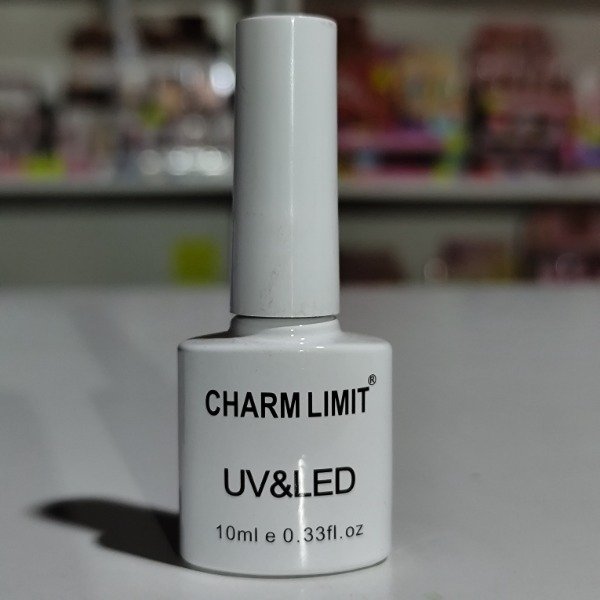 CHARM LIMIT®
UV&LED
10ml e 0.33fl.oz